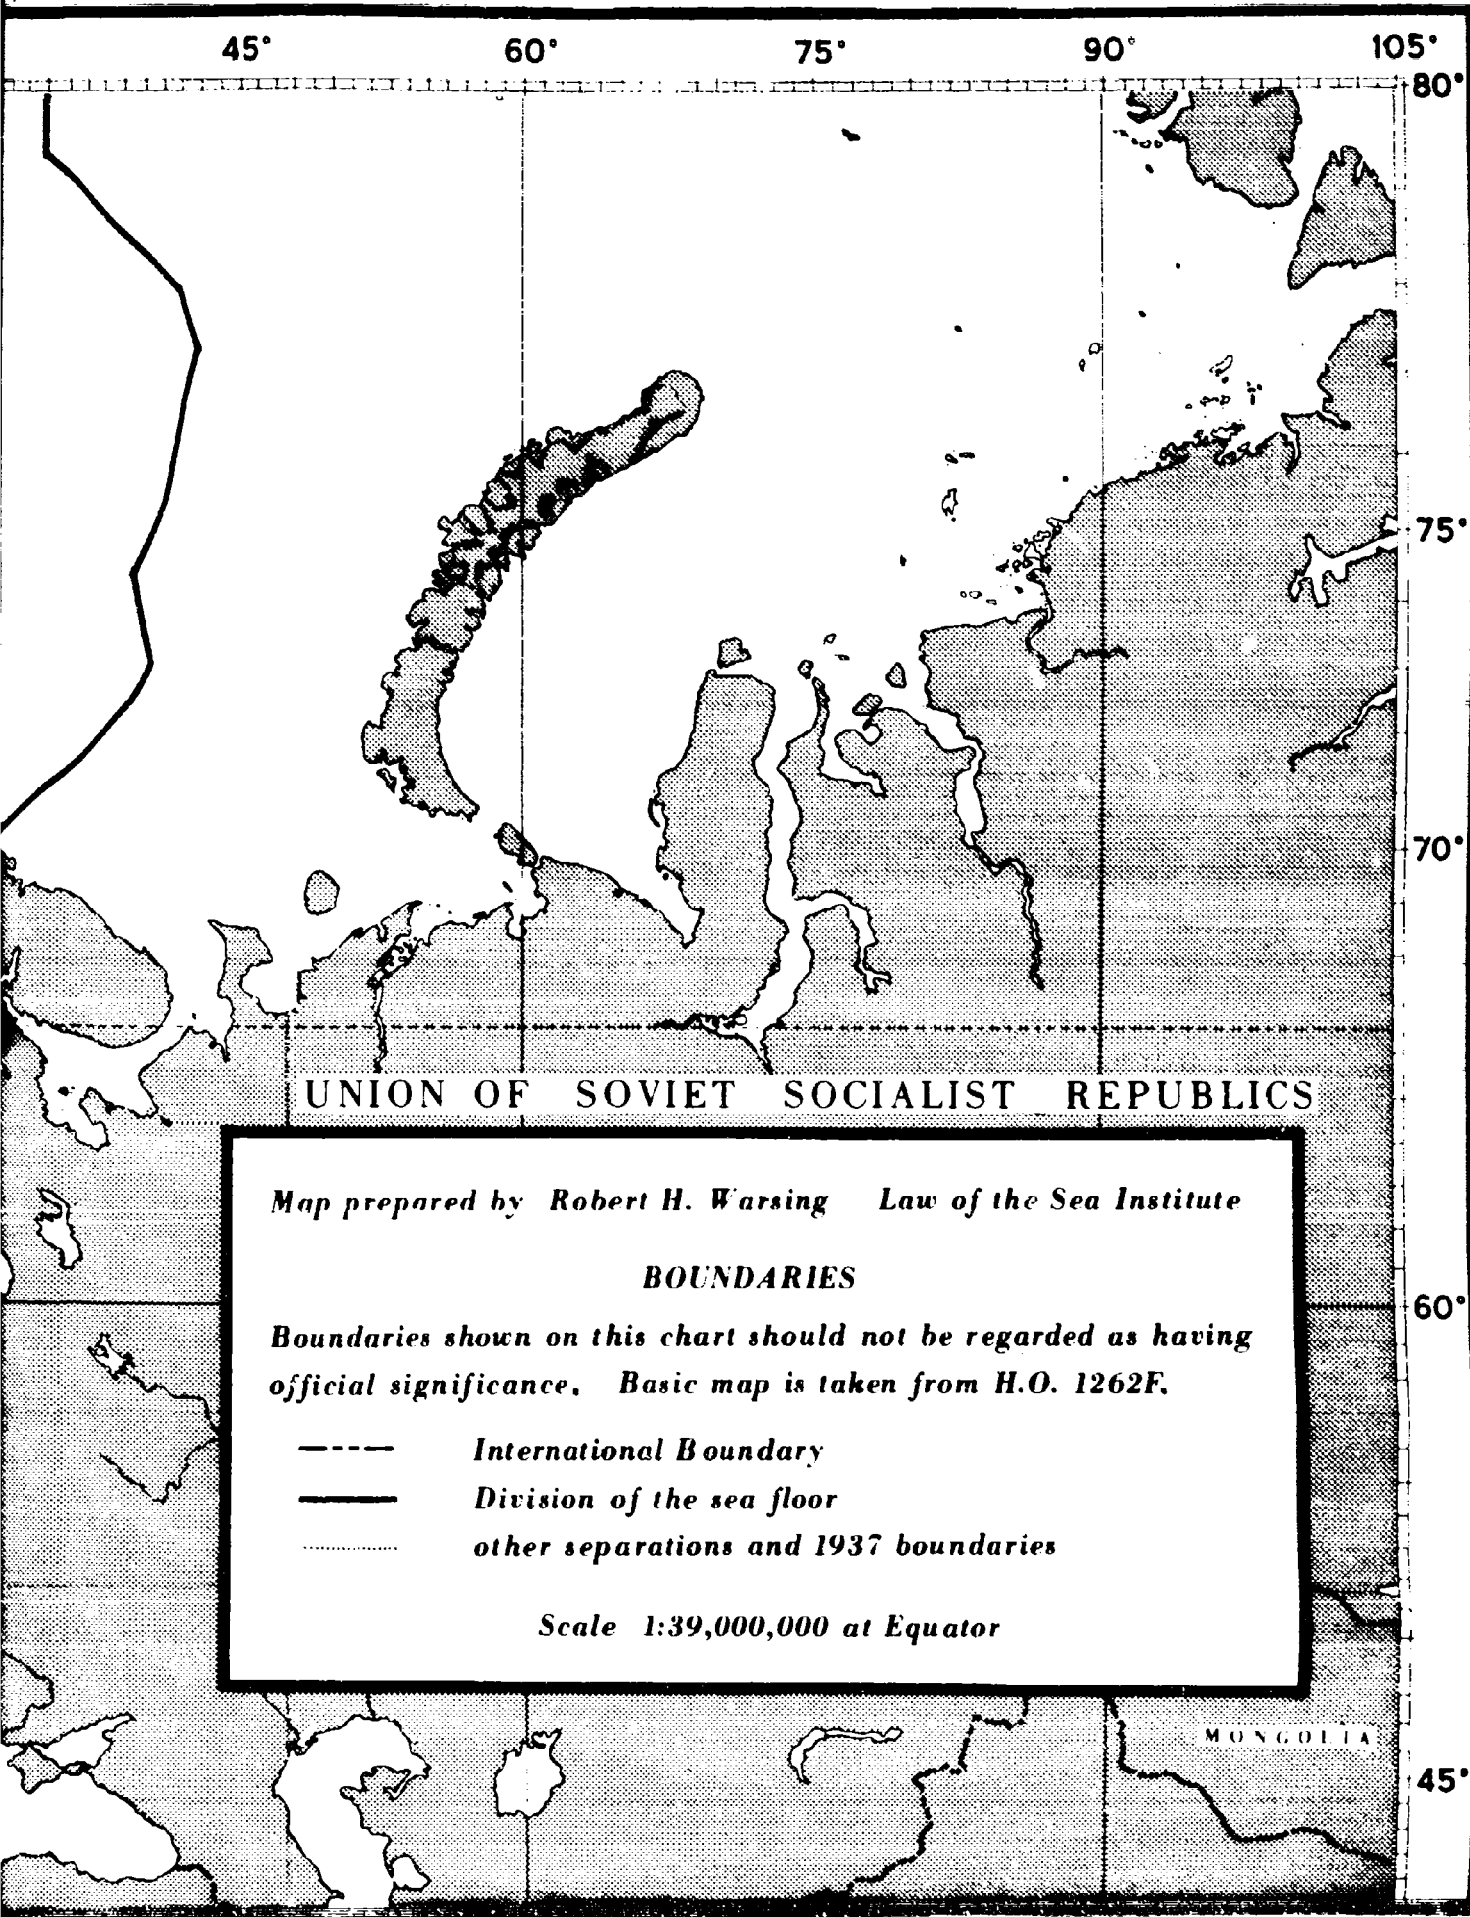 45° 60° 75° 90° 105°
80°
75°
70°
UNION OF SOVIET SOCIALIST REPUBLICS
Map prepared by Robert H. Warsing Law of the Sea Institute
BOUNDARIES
60°
Boundaries shown on this chart should not be regarded as having
official significance. Basic map is taken from H.O. 1262F.
International Boundary
Division of the sea floor
other separations and 1937 boundaries
Scale 1:39,000,000 at Equator
MONGOLIA
45°